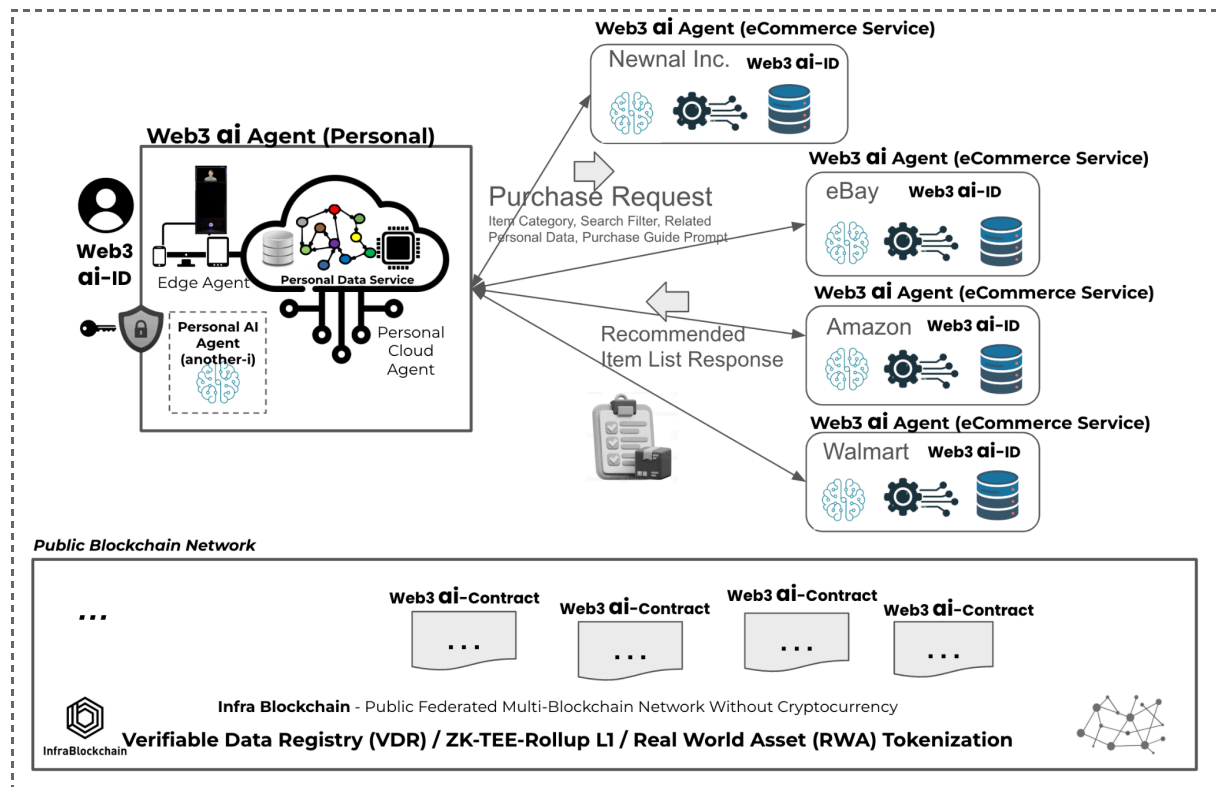 Web3 ai Agent (eCommerce Service)
Newnal Inc.
Web3 ai-ID
Web3 ai Agent (Personal)
Web3
ai-ID
Edge Agent
Personal Data Service
Personal AI
Agent
(another-i)
Personal
Cloud
Agent
Purchase Request
Item Category, Search Filter, Related
Personal Data, Purchase Guide Prompt
Web3 ai Agent (eCommerce Service)
eBay
Web3 ai-ID
Web3 ai Agent (eCommerce Service)
Amazon
Web3 ai-ID
Recommended
Item List Response
Web3 ai Agent (eCommerce Service)
Walmart
Web3 ai-ID
Public Blockchain Network
...
Web3 ai-Contract
...
Web3 ai-Contract
...
Web3 ai-Contract
...
Web3 ai-Contract
...
Infra Blockchain - Public Federated Multi-Blockchain Network Without Cryptocurrency
InfraBlockchain
Verifiable Data Registry (VDR) / ZK-TEE-Rollup L1 / Real World Asset (RWA) Tokenization